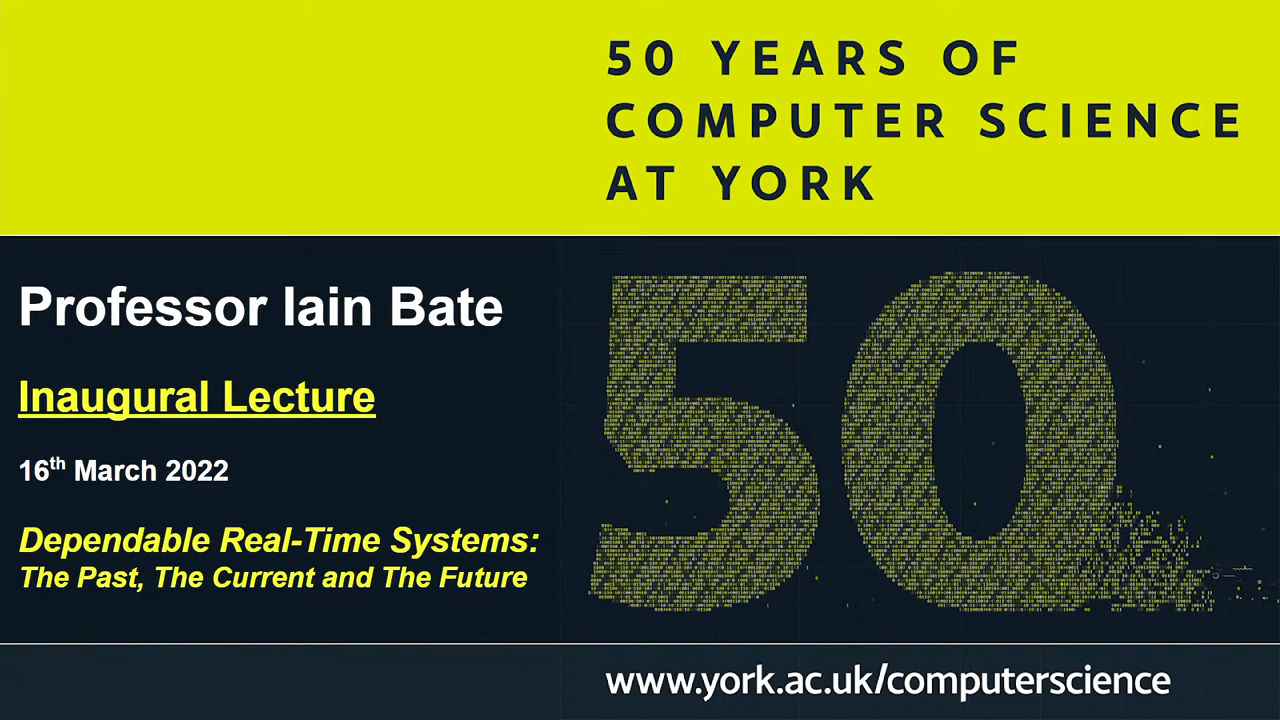 50 YEARS OF
COMPUTER SCIENCE
AT YORK
Professor Iain Bate
Inaugural Lecture
16th March 2022
Dependable Real-Time Systems:
The Past, The Current and The Future
50
www.york.ac.uk/computerscience